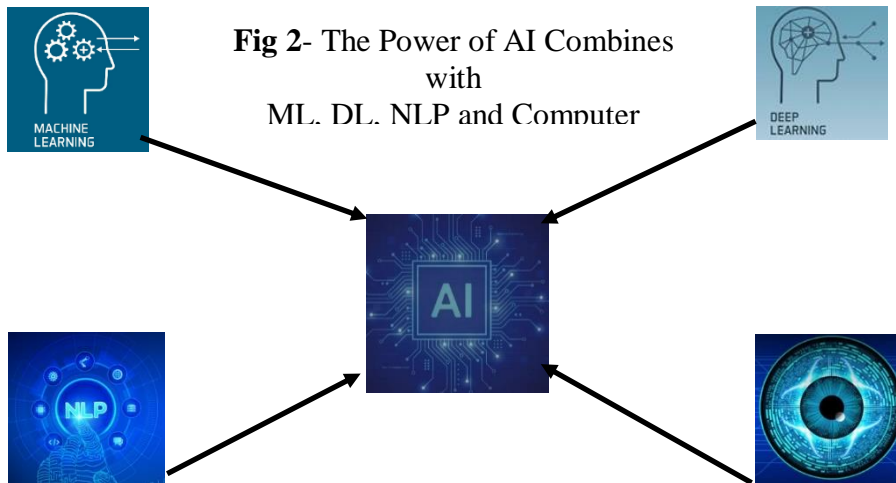 Fig 2- The Power of AI Combines
with
ML, DL, NLP and Computer
MACHINE
LEARNING
DEEP
LEARNING
AI
NLP